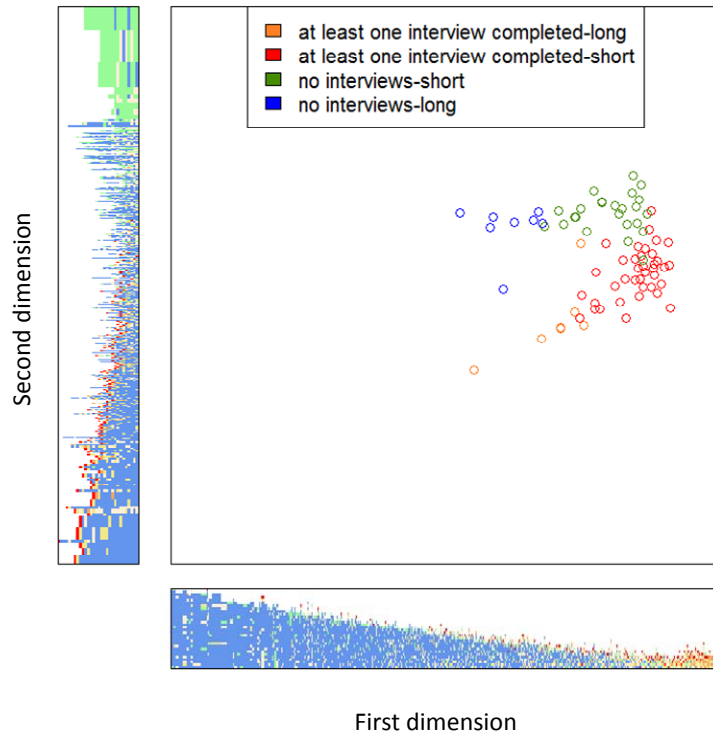 at least one interview completed-long
at least one interview completed-short
no interviews-short
no interviews-long
Second dimension
First dimension